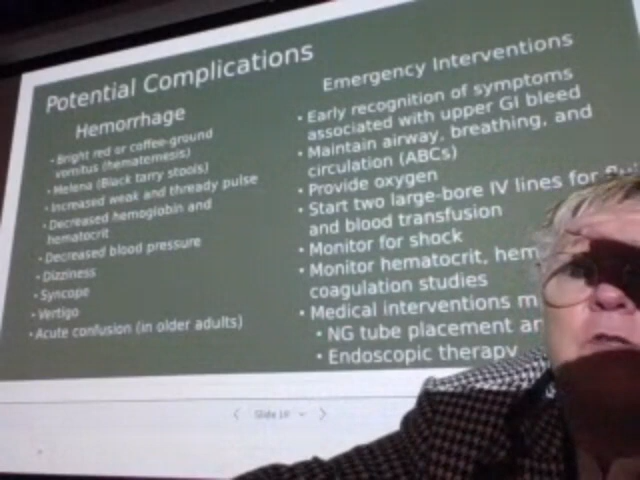 Potential Complications
Hemorrhage
• Bright red or coffee-ground
vomitus (hematemesis)
• Melena (Black tarry stools)
• Increased weak and thready pulse
• Decreased hemoglobin and
hematocrit
• Decreased blood pressure
• Dizziness
• Syncope
• Vertigo
• Acute confusion (in older adults)
Emergency Interventions
• Early recognition of symptoms
associated with upper GI bleed
• Maintain airway, breathing, and
circulation (ABCs)
• Provide oxygen
• Start two large-bore IV lines for
and blood transfusion
• Monitor for shock
• Monitor hematocrit, hem
coagulation studies
• Medical interventions m
• NG tube placement an
• Endoscopic therapy
Slide